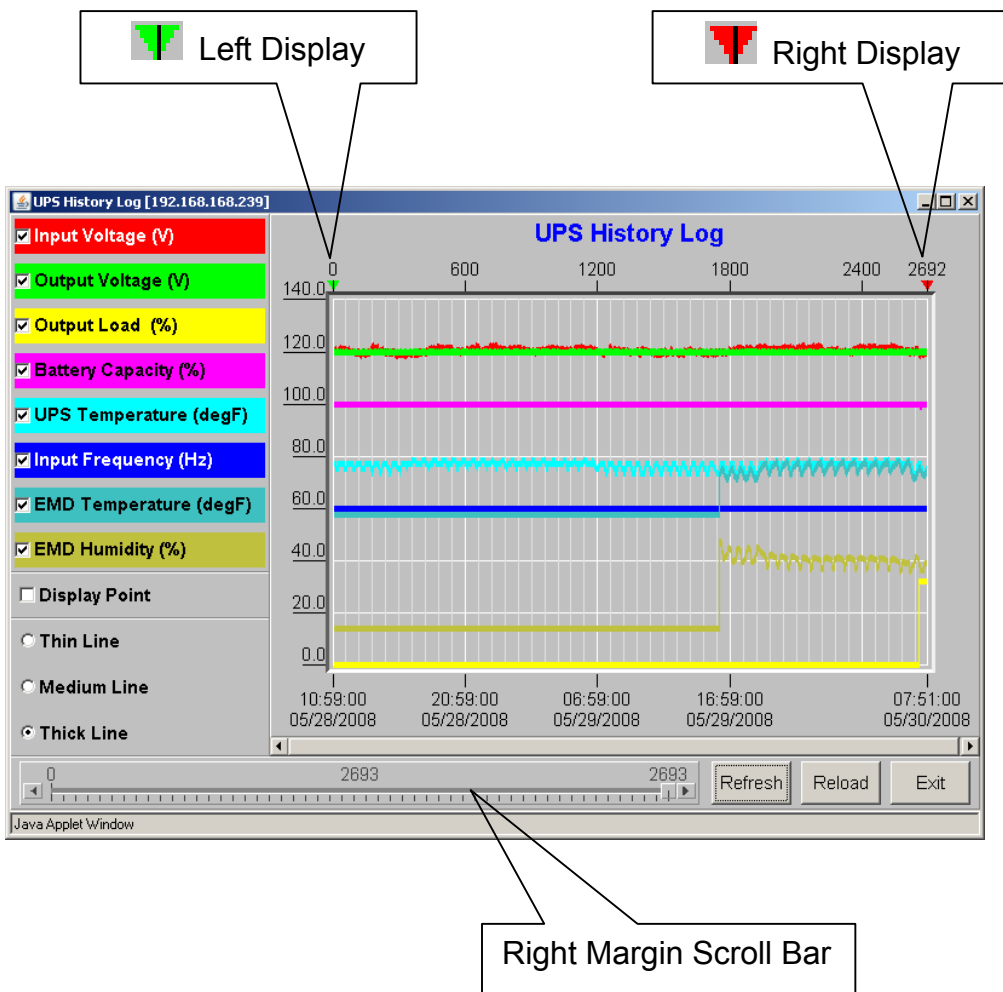 Left Display
Right Display
UPS History Log [192.168.168.239]
Input Voltage (V)
Output Voltage (V)
Output Load (%)
Battery Capacity (%)
UPS Temperature (degF)
Input Frequency (Hz)
EMD Temperature (degF)
EMD Humidity (%)
Display Point
Thin Line
Medium Line
Thick Line
UPS History Log
0 600 1200 1800 2400 2692
140.0
120.0
100.0
80.0
60.0
40.0
20.0
0.0
10:59:00 20:59:00 06:59:00 16:59:00 07:51:00
05/28/2008 05/28/2008 05/29/2008 05/29/2008 05/30/2008
0 2693 2693
Refresh Reload Exit
Java Applet Window
Right Margin Scroll Bar